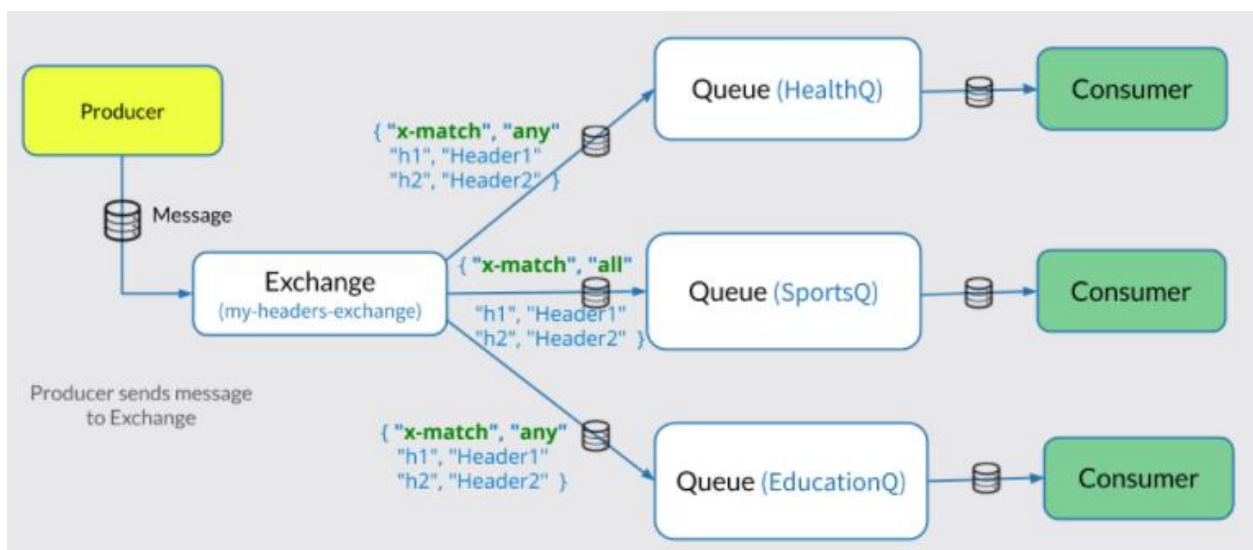 Producer
Message
Exchange
(my-headers-exchange)
Producer sends message
to Exchange
{ "x-match", "any"
"h1", "Header1"
"h2", "Header2" }
Queue (HealthQ)
Consumer
{ "x-match", "all"
"h1", "Header1"
"h2", "Header2" }
Queue (SportsQ)
Consumer
{ "x-match", "any"
"h1", "Header1"
"h2", "Header2" }
Queue (EducationQ)
Consumer